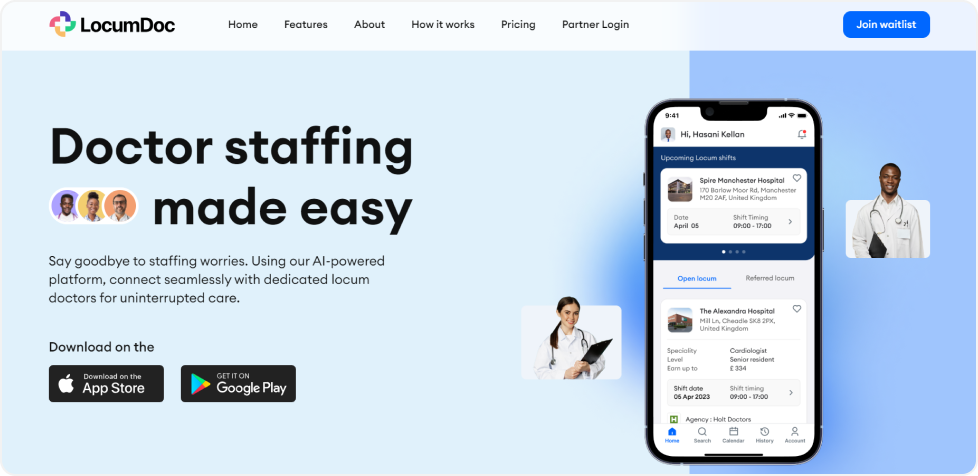 LocumDoc
Home
Features
About
How it works
Pricing
Partner Login
Join waitlist
Doctor staffing
made easy
Say goodbye to staffing worries. Using our AI-powered
platform, connect seamlessly with dedicated locum
doctors for uninterrupted care.
Download on the
Download on the
App Store
GET IT ON
Google Play
9:41
Hi, Hasani Kellan
Upcoming Locum shifts
Spire Manchester Hospital
170 Barlow Moor Rd, Manchester
M20 2AF, United Kingdom
Date
Shift Timing
April 05
09:00 - 17:00
Open locum
Referred locum
The Alexandra Hospital
Mill Ln, Cheadle SK8 2PX,
United Kingdom
Speciality
Cardiologist
Level
Senior resident
Earn up to
£ 334
Shift date
Shift timing
05 Apr 2023
09:00 - 17:00
H
Agency : Holt Doctors
Home
Search
Calendar
History
Account